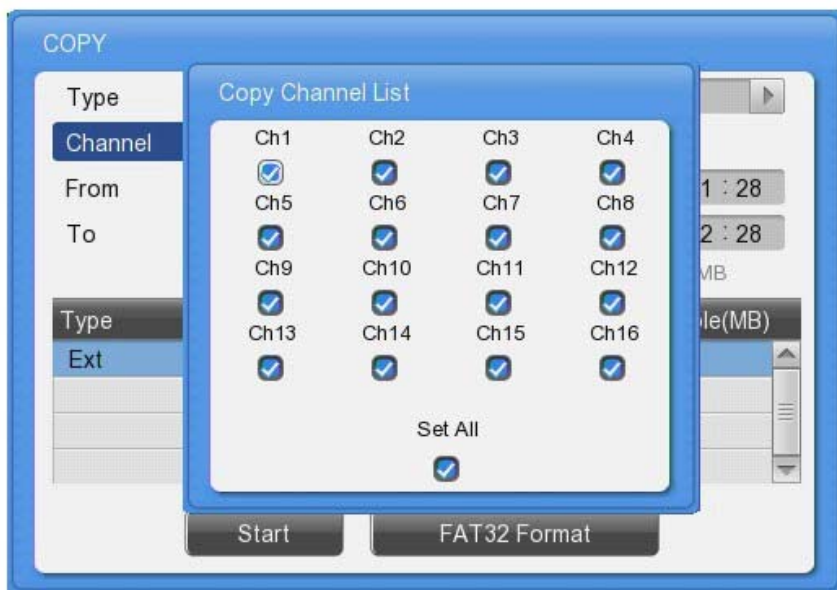 COPY
Copy Channel List
Type
Channel
From
To
Ch1 Ch2 Ch3 Ch4
Ch5 Ch6 Ch7 Ch8
Ch9 Ch10 Ch11 Ch12
Ch13 Ch14 Ch15 Ch16
Set All
1 : 28
2 : 28
MB
Type
le(MB)
Ext
Start FAT32 Format